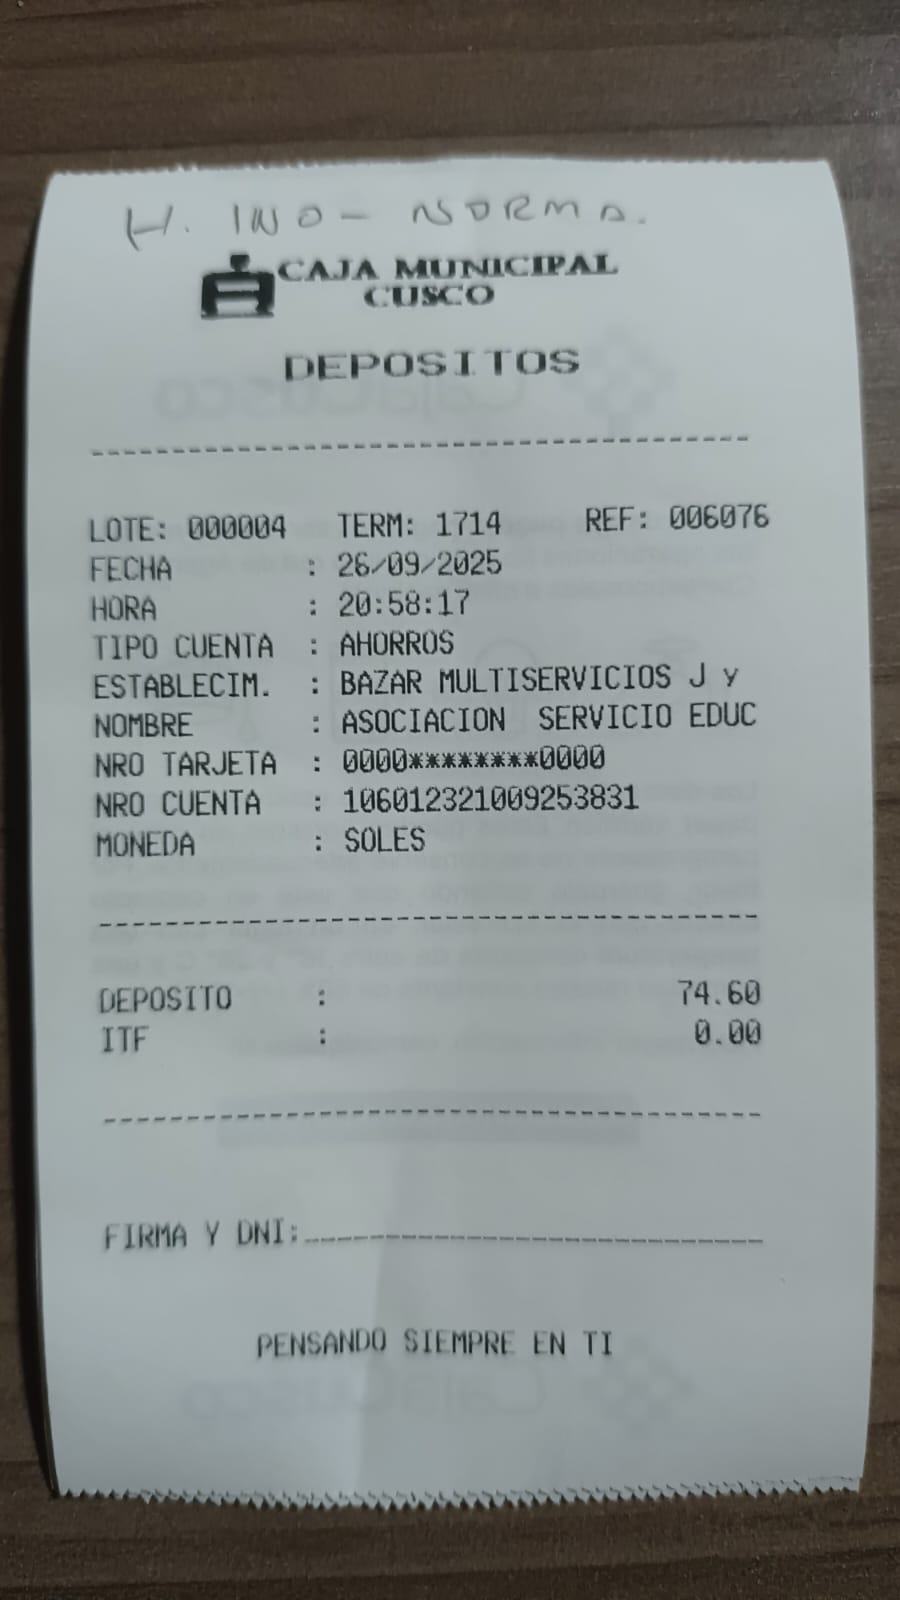 H. INO - NORMA.
CAJA MUNICIPAL
CUSCO
DEPOSITOS
LOTE: 000004 TERM: 1714 REF: 006076
FECHA : 26/09/2025
HORA : 20:58:17
TIPO CUENTA : AHORROS
ESTABLECIM. : BAZAR MULTISERVICIOS J y
NOMBRE : ASOCIACION SERVICIO EDUC
NRO TARJETA : 0000********0000
NRO CUENTA : 106012321009253831
MONEDA : SOLES
DEPOSITO : 74.60
ITF : 0.00
FIRMA Y DNI:
PENSANDO SIEMPRE EN TI